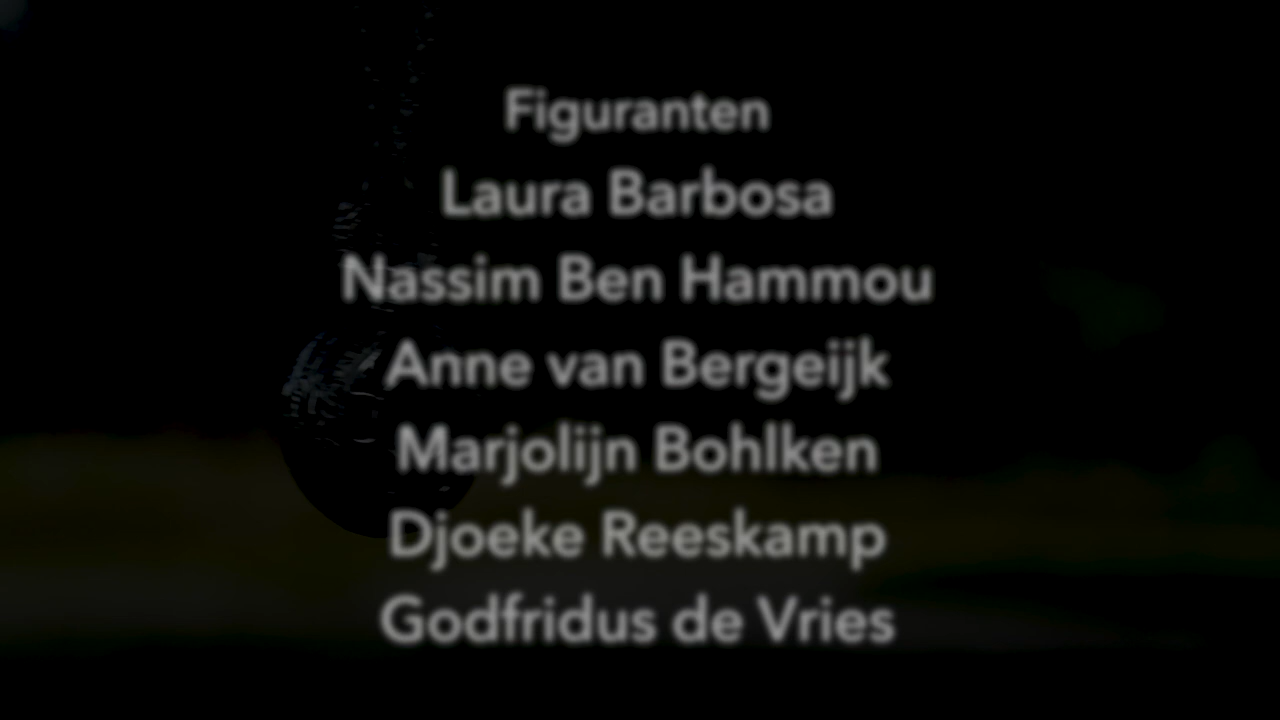 Figuranten
Laura Barbosa
Nassim Ben Hammou
Anne van Bergeijk
Marjolijn Bohlken
Djoeke Reeskamp
Godfridus de Vries